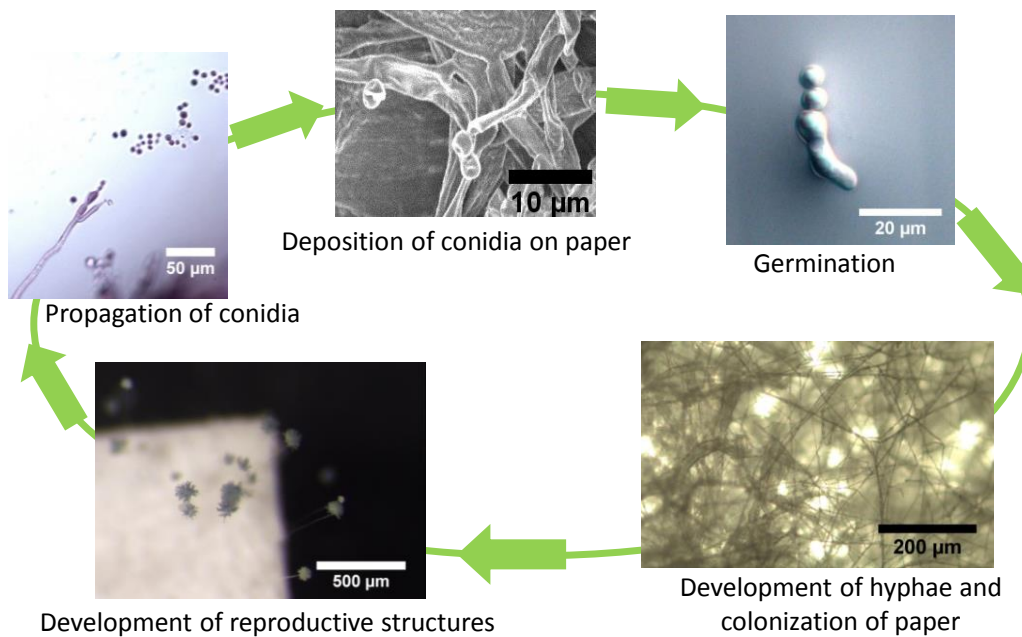 50 µm
Propagation of conidia
10 µm
Deposition of conidia on paper
20 µm
Germination
200 µm
Development of hyphae and
colonization of paper
500 µm
Development of reproductive structures